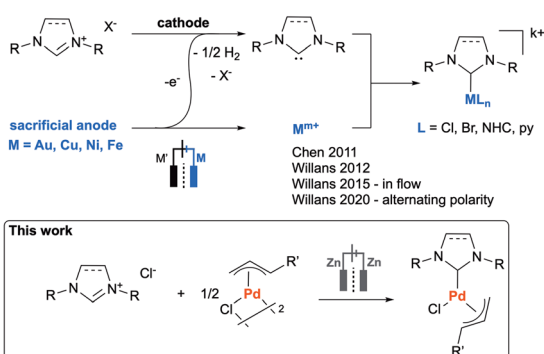 cathode
X-
R N N+ R
- 1/2 H2
-e-
- X-
R N N R
k+
R N N R
MLn
sacrificial anode
M = Au, Cu, Ni, Fe
M' M
Mm+
L = Cl, Br, NHC, py
Chen 2011
Willans 2012
Willans 2015 - in flow
Willans 2020 - alternating polarity
This work
Cl-
R N N+ R
+ 1/2
R'
Pd
Cl
2
Zn Zn
R N N R
Pd
Cl
R'